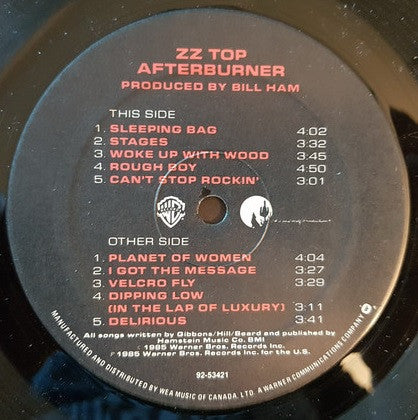 ZZ TOP
AFTERBURNER
PRODUCED BY BILL HAM
THIS SIDE
1. SLEEPING BAG 4:02
2. STAGES 3:32
3. WOKE UP WITH WOOD 3:45
4. ROUGH BOY 4:50
5. CAN'T STOP ROCKIN' 3:01
OTHER SIDE
1. PLANET OF WOMEN 4:04
2. I GOT THE MESSAGE 3:27
3. VELCRO FLY 3:29
4. DIPPING LOW
(IN THE LAP OF LUXURY) 3:11
5. DELIRIOUS 3:41
All songs written by Gibbons/Hill/Beard and published by
Hamstein Music Co. BMI
℗ 1985 Warner Bros. Records Inc.
© 1985 Warner Bros. Records Inc. for the U.S.
92-53421
MANUFACTURED AND DISTRIBUTED BY WEA MUSIC OF CANADA, LTD. A WARNER COMMUNICATIONS COMPANY